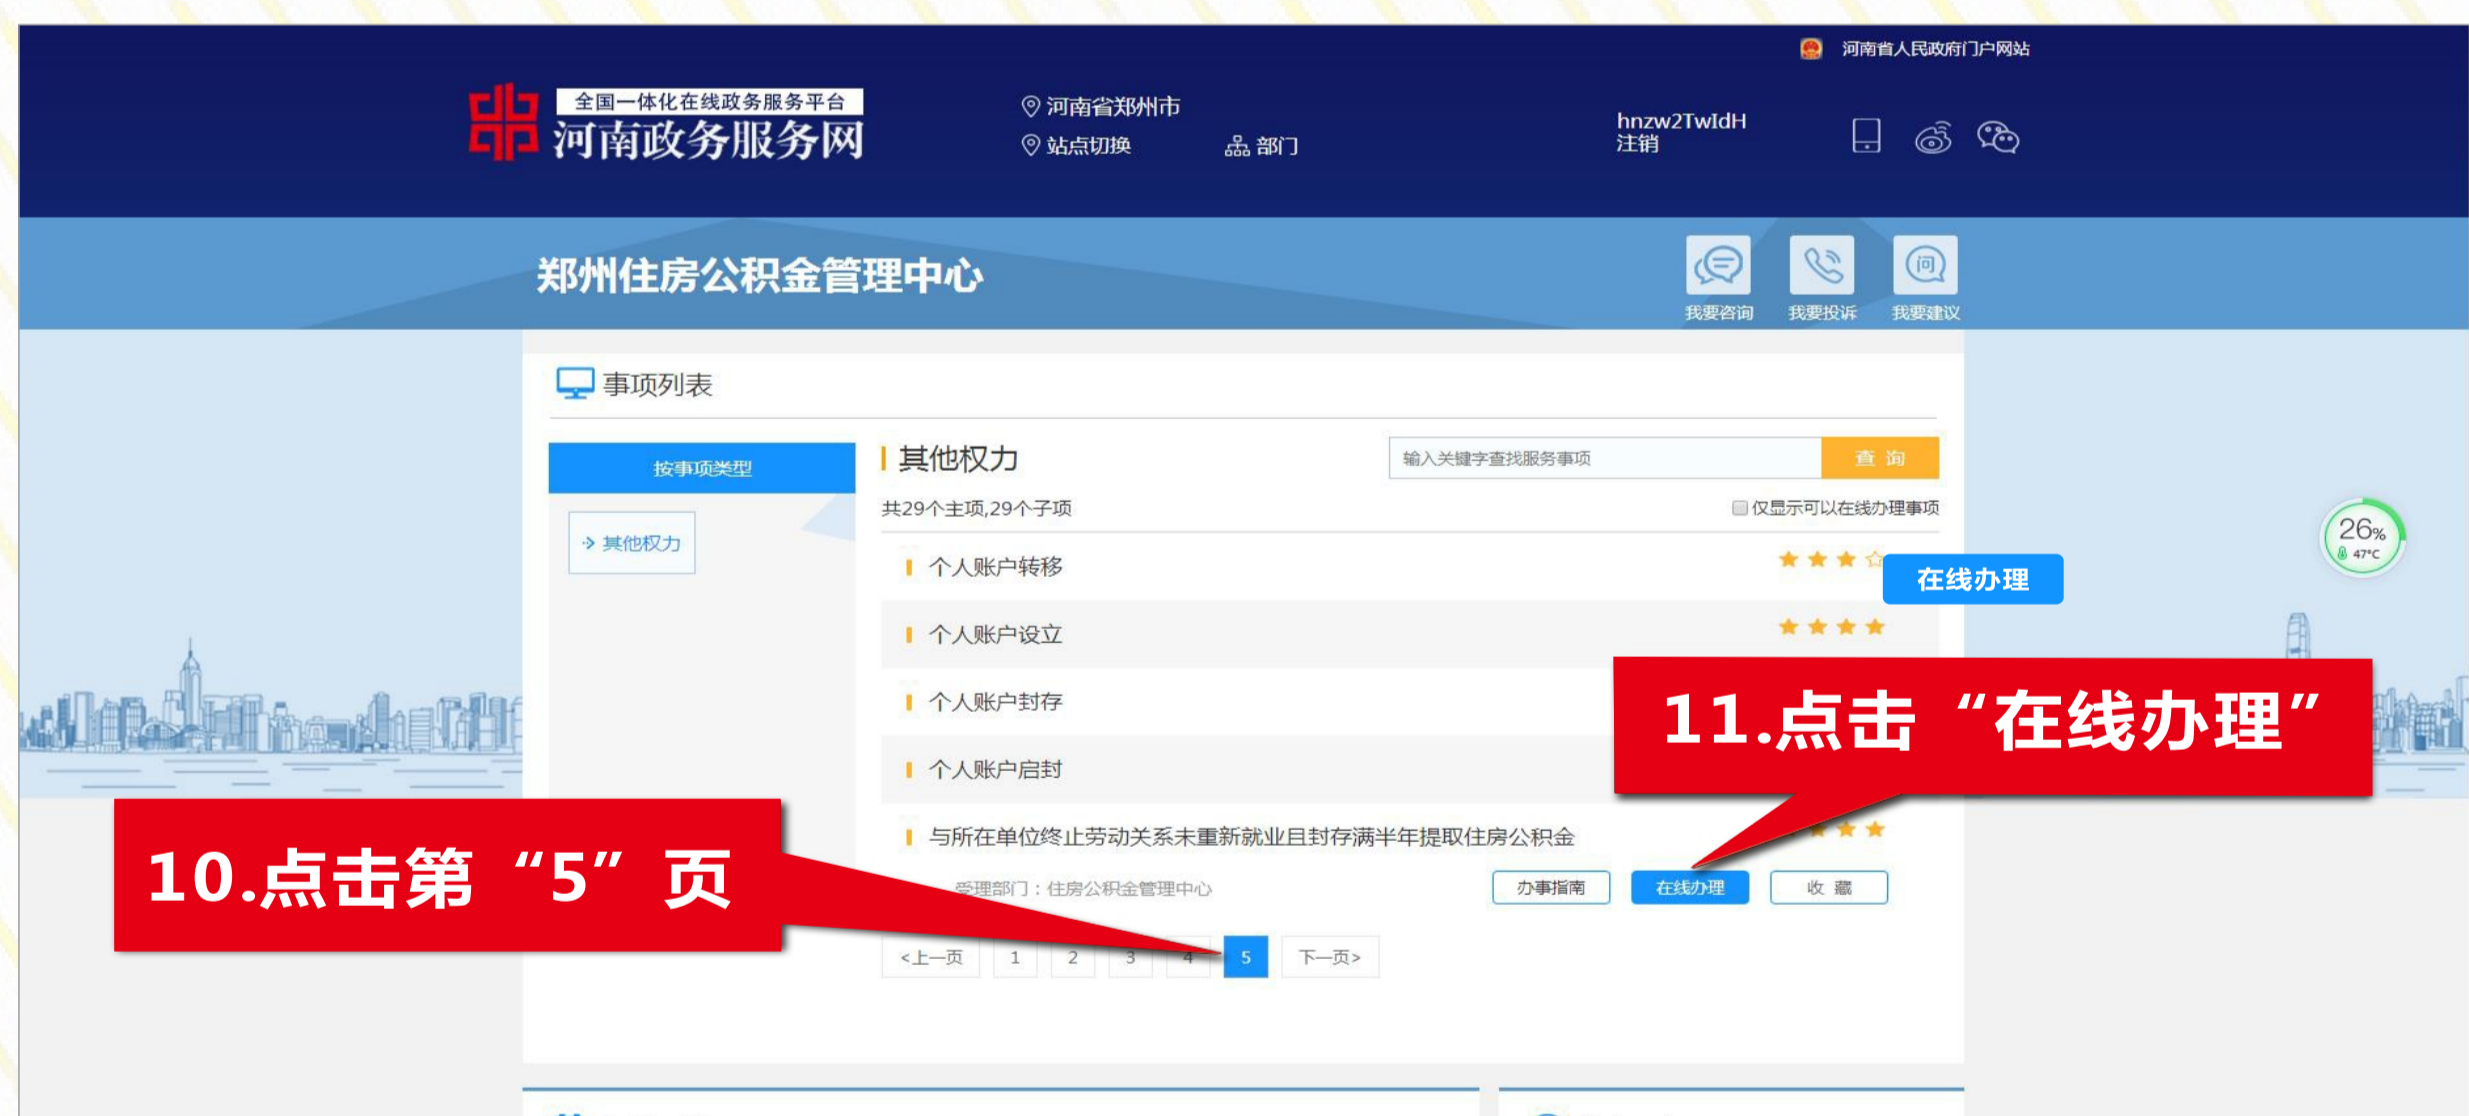 河南省人民政府门户网站
全国一体化在线政务服务平台
河南政务服务网
河南省郑州市
站点切换 部门
hnzw2TwIdH
注销
郑州住房公积金管理中心
我要咨询 我要投诉 问 我要建议
事项列表
按事项类型
其他权力
其他权力
输入关键字查找服务事项 查 询
共29个主项,29个子项
仅显示可以在线办理事项
个人账户转移
在线办理
26%
47°C
个人账户设立
个人账户封存
11.点击“在线办理”
个人账户启封
与所在单位终止劳动关系未重新就业且封存满半年提取住房公积金
10.点击第“5”页
受理部门：住房公积金管理中心
办事指南 在线办理 收 藏
<上一页 1 2 3 4 5 下一页>